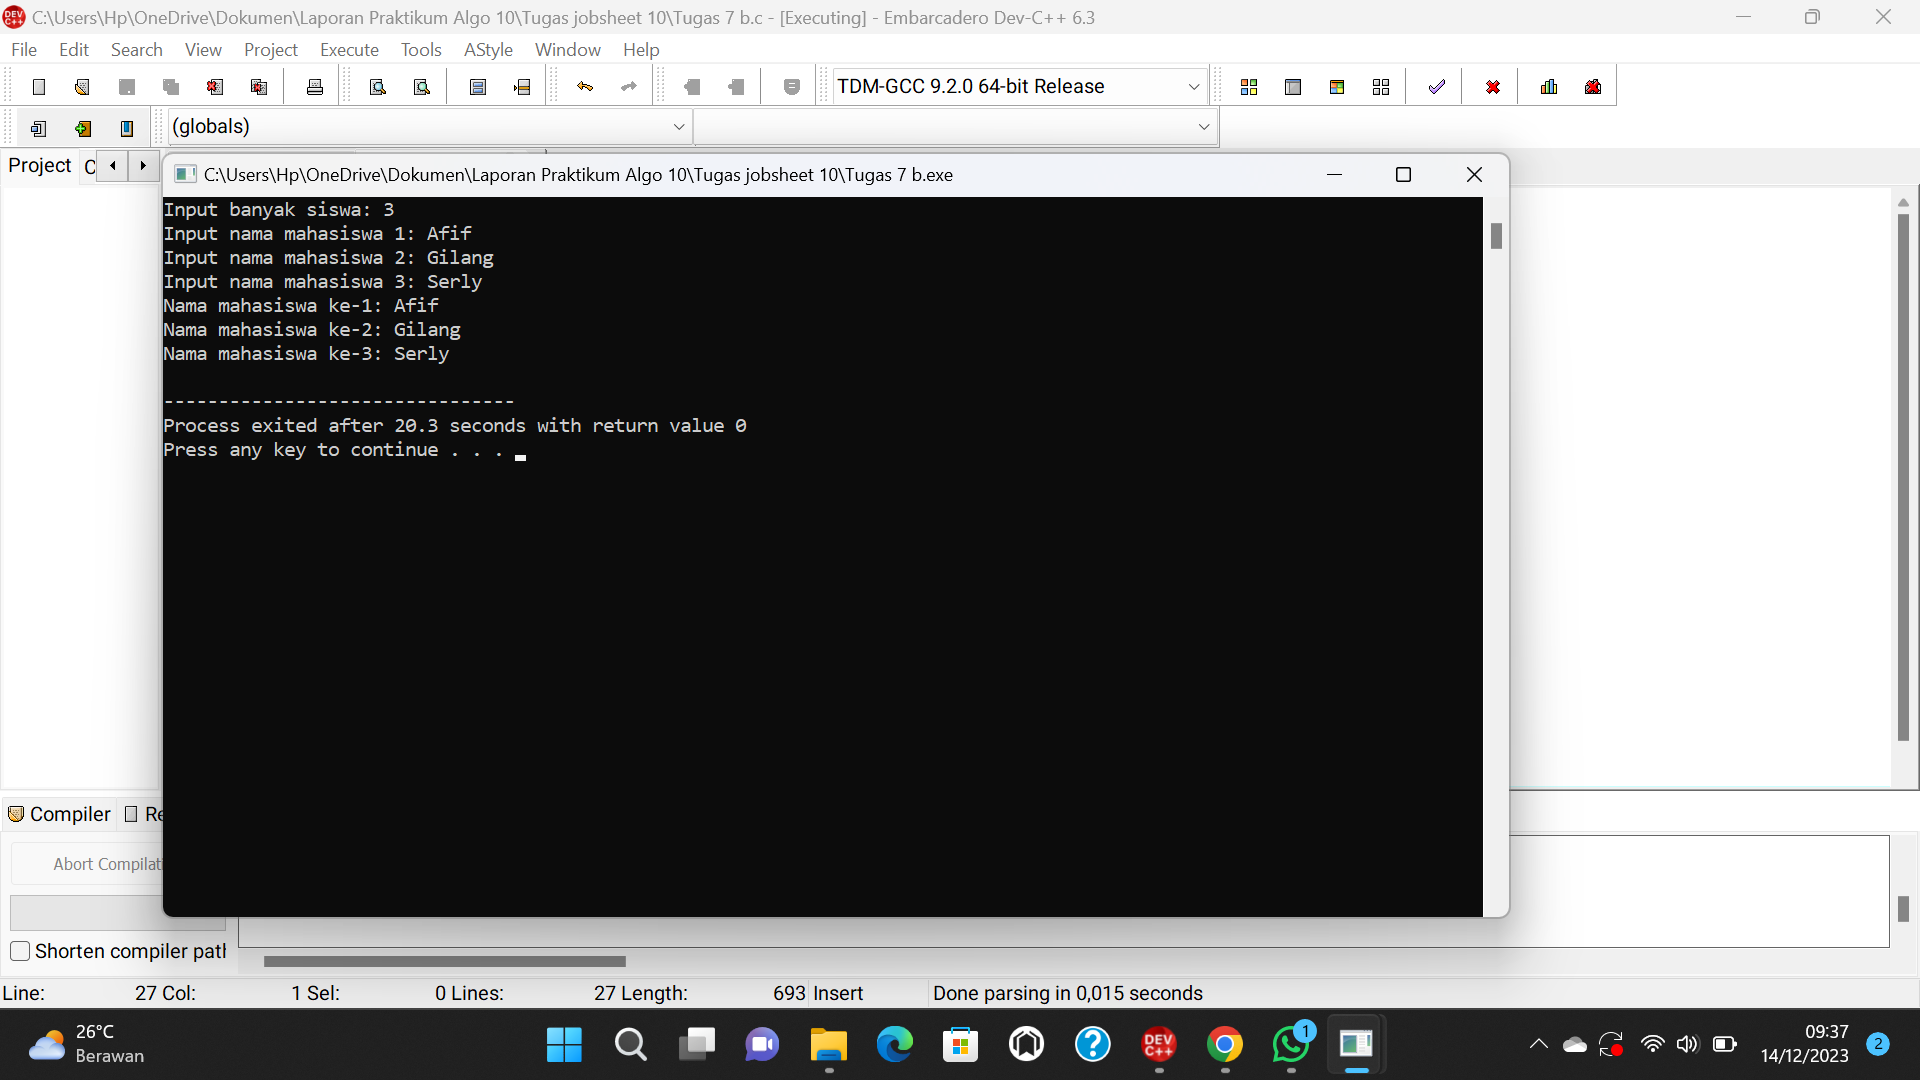 C:\Users\Hp\OneDrive\Dokumen\Laporan Praktikum Algo 10\Tugas jobsheet 10\Tugas 7 b.c - [Executing] - Embarcadero Dev-C++ 6.3
File Edit Search View Project Execute Tools AStyle Window Help
TDM-GCC 9.2.0 64-bit Release
(globals)
Project
C:\Users\Hp\OneDrive\Dokumen\Laporan Praktikum Algo 10\Tugas jobsheet 10\Tugas 7 b.exe
Input banyak siswa: 3
Input nama mahasiswa 1: Afif
Input nama mahasiswa 2: Gilang
Input nama mahasiswa 3: Serly
Nama mahasiswa ke-1: Afif
Nama mahasiswa ke-2: Gilang
Nama mahasiswa ke-3: Serly
--------------------------------
Process exited after 20.3 seconds with return value 0
Press any key to continue . . .
Compiler Re
Abort Compilati
Shorten compiler path
Line: 27 Col: 1 Sel: 0 Lines: 27 Length: 693 Insert Done parsing in 0,015 seconds
26°C
Berawan
DEV C++
1
09:37
14/12/2023
2